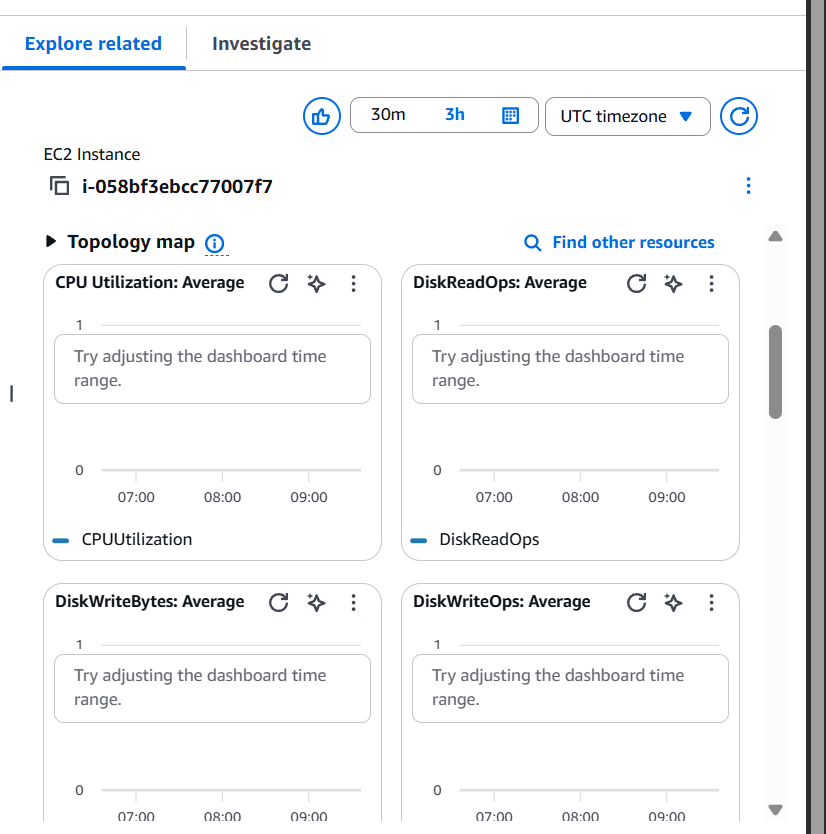 Explore related
Investigate
30m 3h
UTC timezone
EC2 Instance
i-058bf3ebcc77007f7
Topology map
Find other resources
CPU Utilization: Average
1
Try adjusting the dashboard time
range.
0
07:00 08:00 09:00
CPUUtilization
DiskReadOps: Average
1
Try adjusting the dashboard time
range.
0
07:00 08:00 09:00
DiskReadOps
DiskWriteBytes: Average
1
Try adjusting the dashboard time
range.
0
07:00 08:00 09:00
DiskWriteOps: Average
1
Try adjusting the dashboard time
range.
0
07:00 08:00 09:00